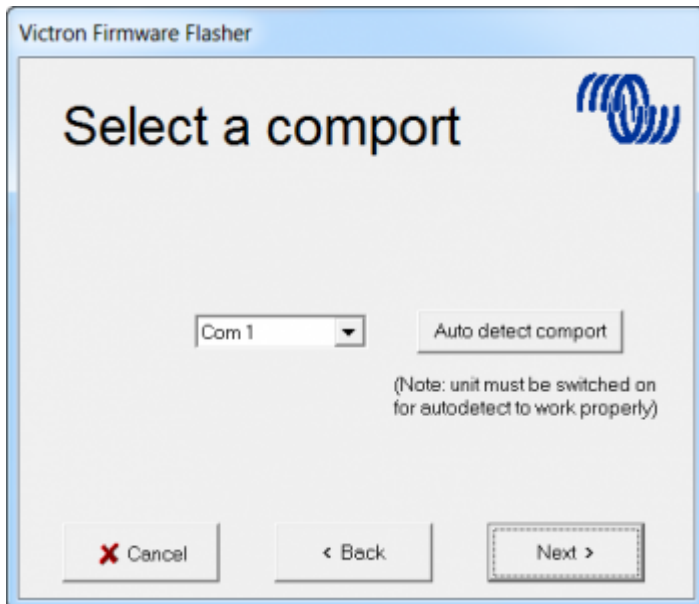 Victron Firmware Flasher
Select a comport
Com 1
Auto detect comport
(Note: unit must be switched on
for autodetect to work properly)
Cancel
< Back
Next >